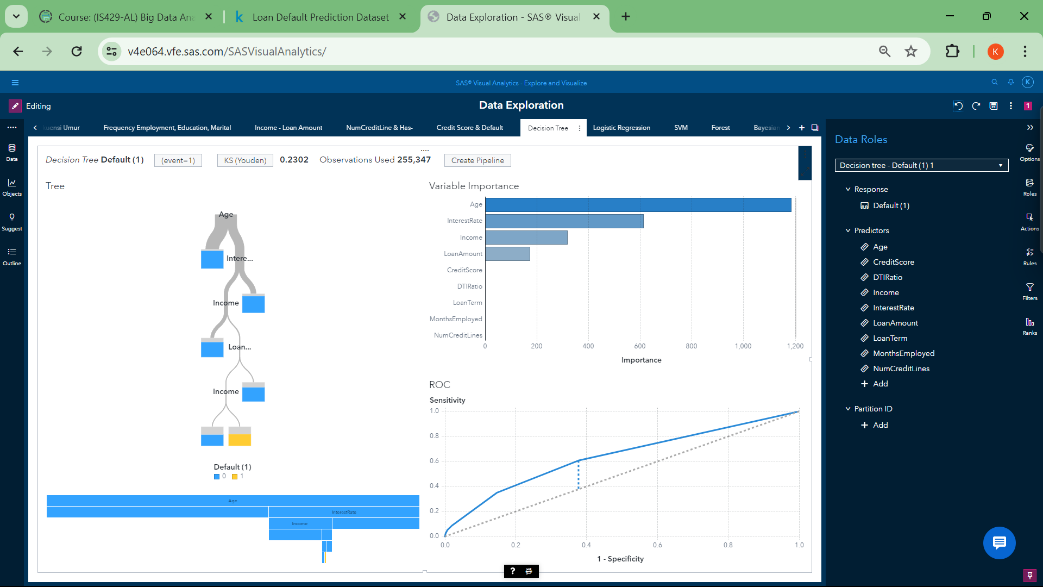 Course: (IS429-AL) Big Data An
Loan Default Prediction Dataset
Data Exploration - SAS® Visual
v4e064.vfe.sas.com/SASVisualAnalytics/
K
SAS® Visual Analytics - Explore and Visualize
K
Editing
Data Exploration
1
Umur
Frequency Employment, Education, Marital
Income - Loan Amount
NumCreditLine & Has-
Credit Score & Default
Decision Tree
Logistic Regression
SVM
Forest
Bayesian
Data
Objects
Suggest
Outline
Decision Tree Default (1)
(event=1)
KS (Youden)
0.2302
Observations Used 255,347
Create Pipeline
Tree
Age
Intere...
Income
Loan...
Income
Default (1)
0 1
Age
InterestRate
Income
Variable Importance
Age
InterestRate
Income
LoanAmount
CreditScore
DTIRatio
LoanTerm
MonthsEmployed
NumCreditLines
0 200 400 600 800 1,000 1,200
Importance
ROC
Sensitivity
1.0
0.8
0.6
0.4
0.2
0.0
0.0 0.2 0.4 0.6 0.8 1.0
1 - Specificity
?
Data Roles
Decision tree - Default (1) 1
Response
Default (1)
Predictors
Age
CreditScore
DTIRatio
Income
InterestRate
LoanAmount
LoanTerm
MonthsEmployed
NumCreditLines
Add
Partition ID
Add
Options
Roles
Actions
Rules
Filters
Ranks